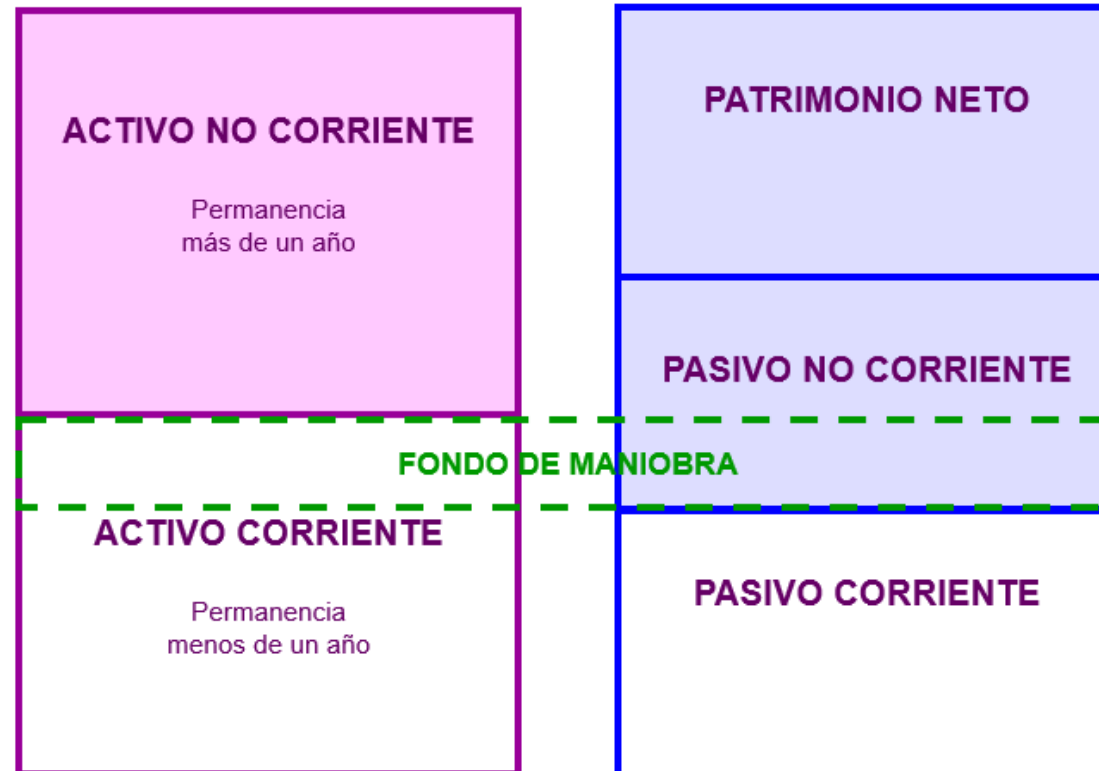 ACTIVO NO CORRIENTE
Permanencia
más de un año
PATRIMONIO NETO
PASIVO NO CORRIENTE
FONDO DE MANIOBRA
ACTIVO CORRIENTE
Permanencia
menos de un año
PASIVO CORRIENTE